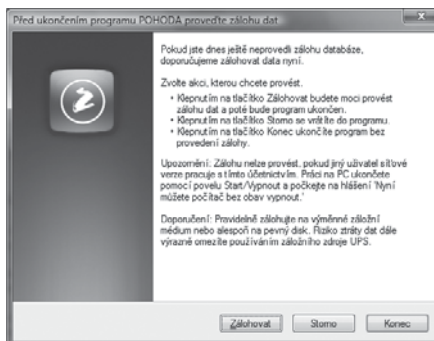 Před ukončením programu POHODA proveďte zálohu dat
Pokud jste dnes ještě neprovedli zálohu databáze,
doporučujeme zálohovat data nyní.
Zvolte akci, kterou chcete provést.
• Klepnutím na tlačítko Zálohovat budete moci provést
zálohu dat a poté bude program ukončen.
• Klepnutím na tlačítko Storno se vrátíte do programu.
• Klepnutím na tlačítko Konec ukončíte program bez
provedení zálohy.
Upozornění: Zálohu nelze provést, pokud jiný uživatel síťové
verze pracuje s tímto účetnictvím. Práci na PC ukončete
pomocí povelu Start/Vypnout a počkejte na hlášení 'Nyní
můžete počítač bez obav vypnout.'
Doporučení: Pravidelně zálohujte na výměnné záložní
médium nebo alespoň na pevný disk. Riziko ztráty dat dále
výrazně omezíte používáním záložního zdroje UPS.
Zálohovat Storno Konec